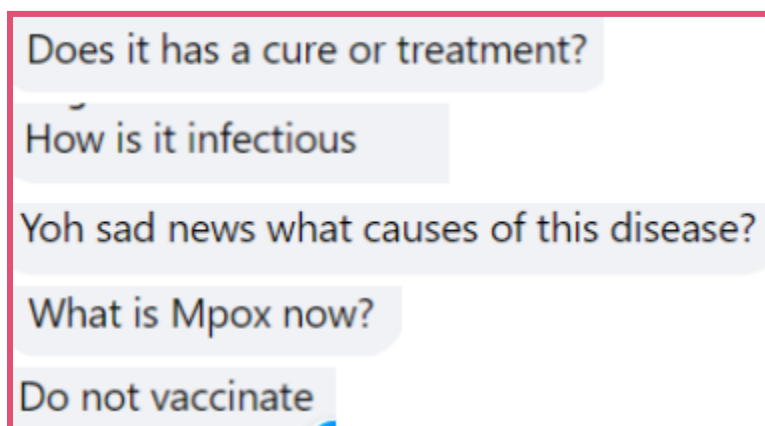 Does it has a cure or treatment?
How is it infectious
Yoh sad news what causes of this disease?
What is Mpox now?
Do not vaccinate